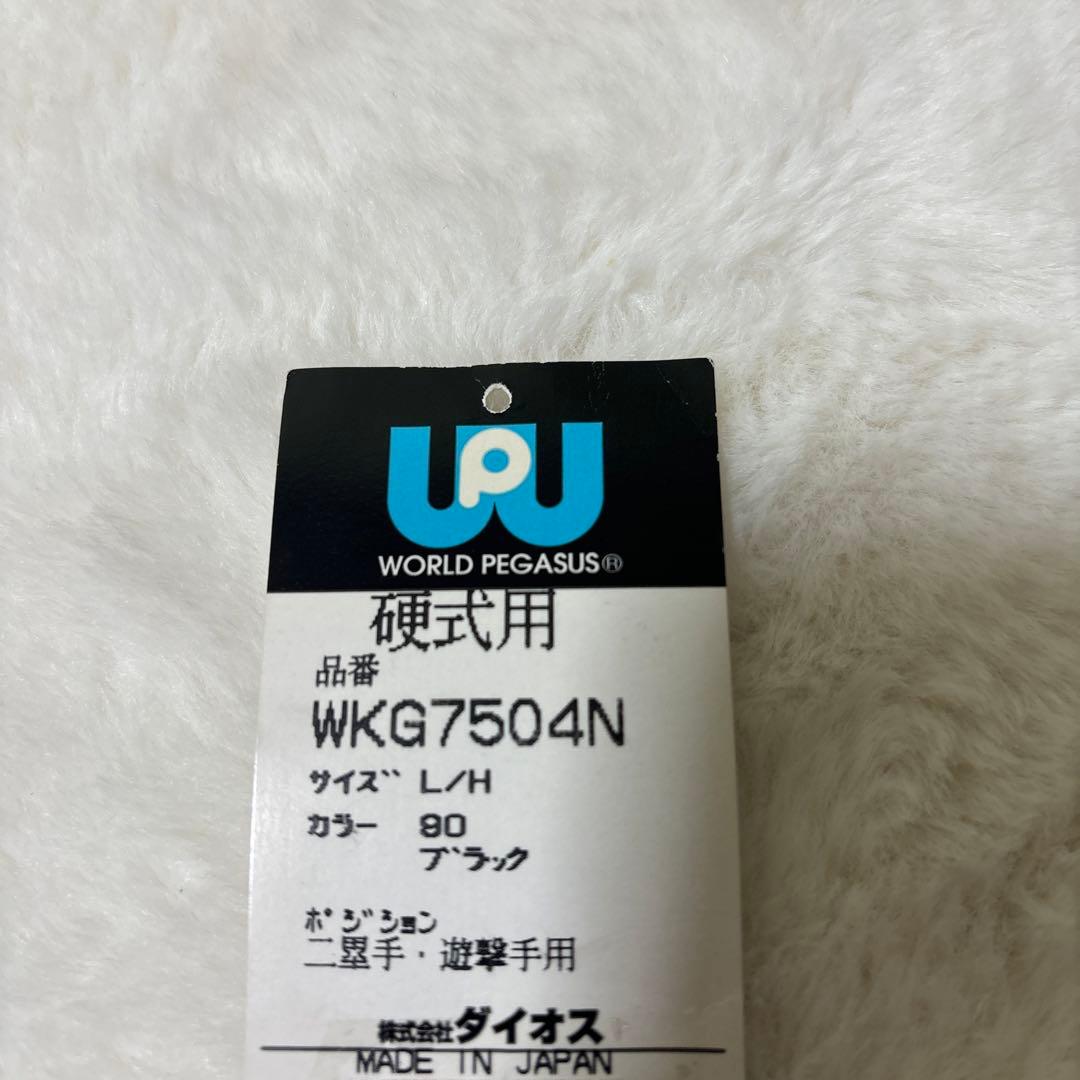 WPW
WORLD PEGASUS®
硬式用
品番
WKG7504N
サイズ L/H
カラー 90
ブラック
ポジション
二塁手・遊撃手用
株式会社ダイオス
MADE IN JAPAN